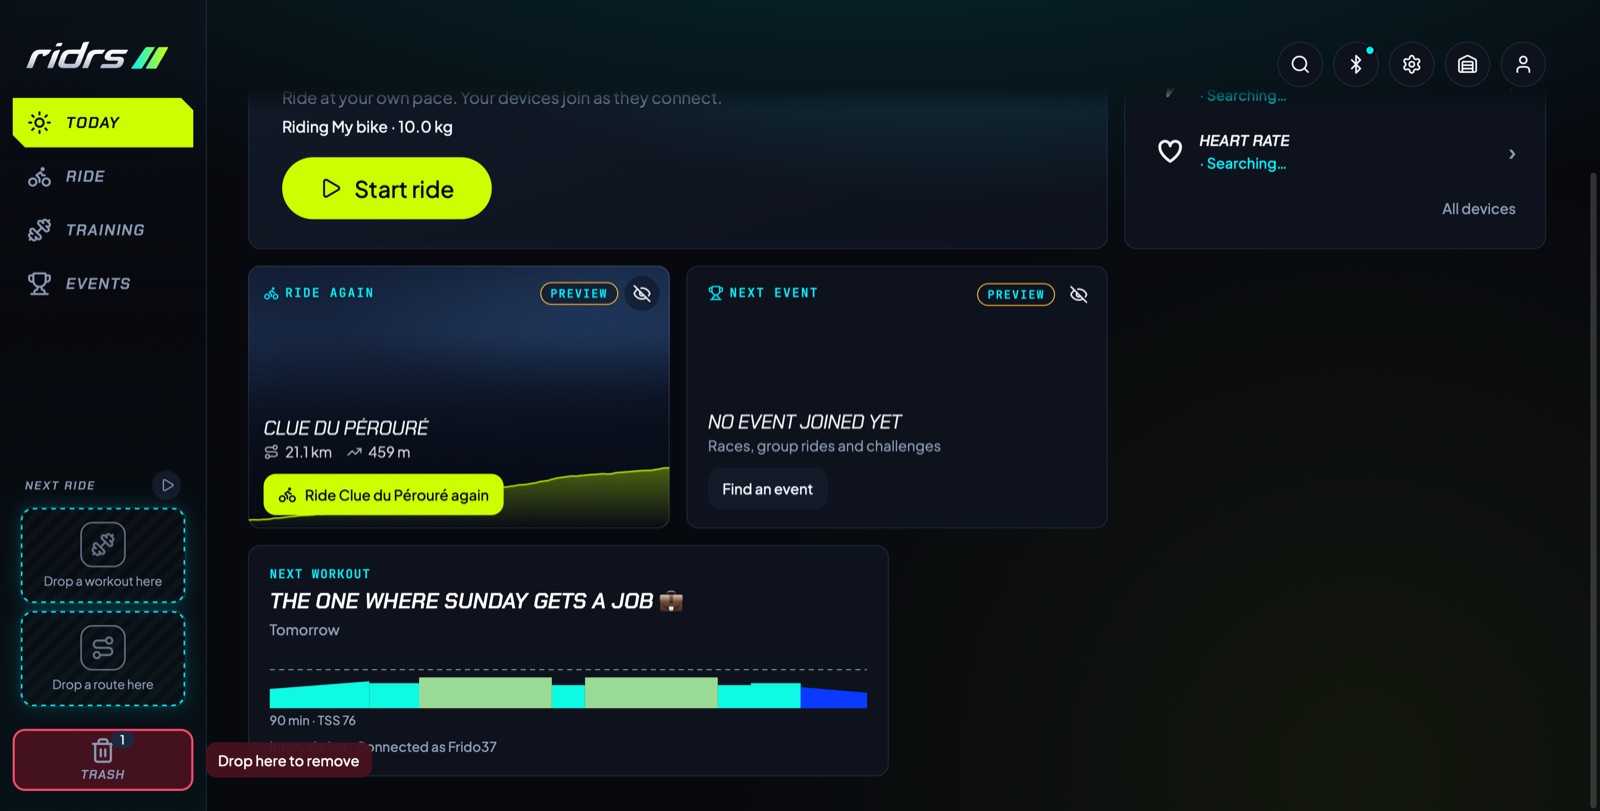 ridrs
TODAY
RIDE
TRAINING
EVENTS
NEXT RIDE
Drop a workout here
Drop a route here
1
TRASH
Drop here to remove
Ride at your own pace. Your devices join as they connect.
Riding My bike · 10.0 kg
Start ride
· Searching...
HEART RATE
· Searching...
All devices
RIDE AGAIN
PREVIEW
CLUE DU PÉROURÉ
21.1 km 459 m
Ride Clue du Pérouré again
NEXT EVENT
PREVIEW
NO EVENT JOINED YET
Races, group rides and challenges
Find an event
NEXT WORKOUT
THE ONE WHERE SUNDAY GETS A JOB 💼
Tomorrow
90 min · TSS 76
Connected as Frido37